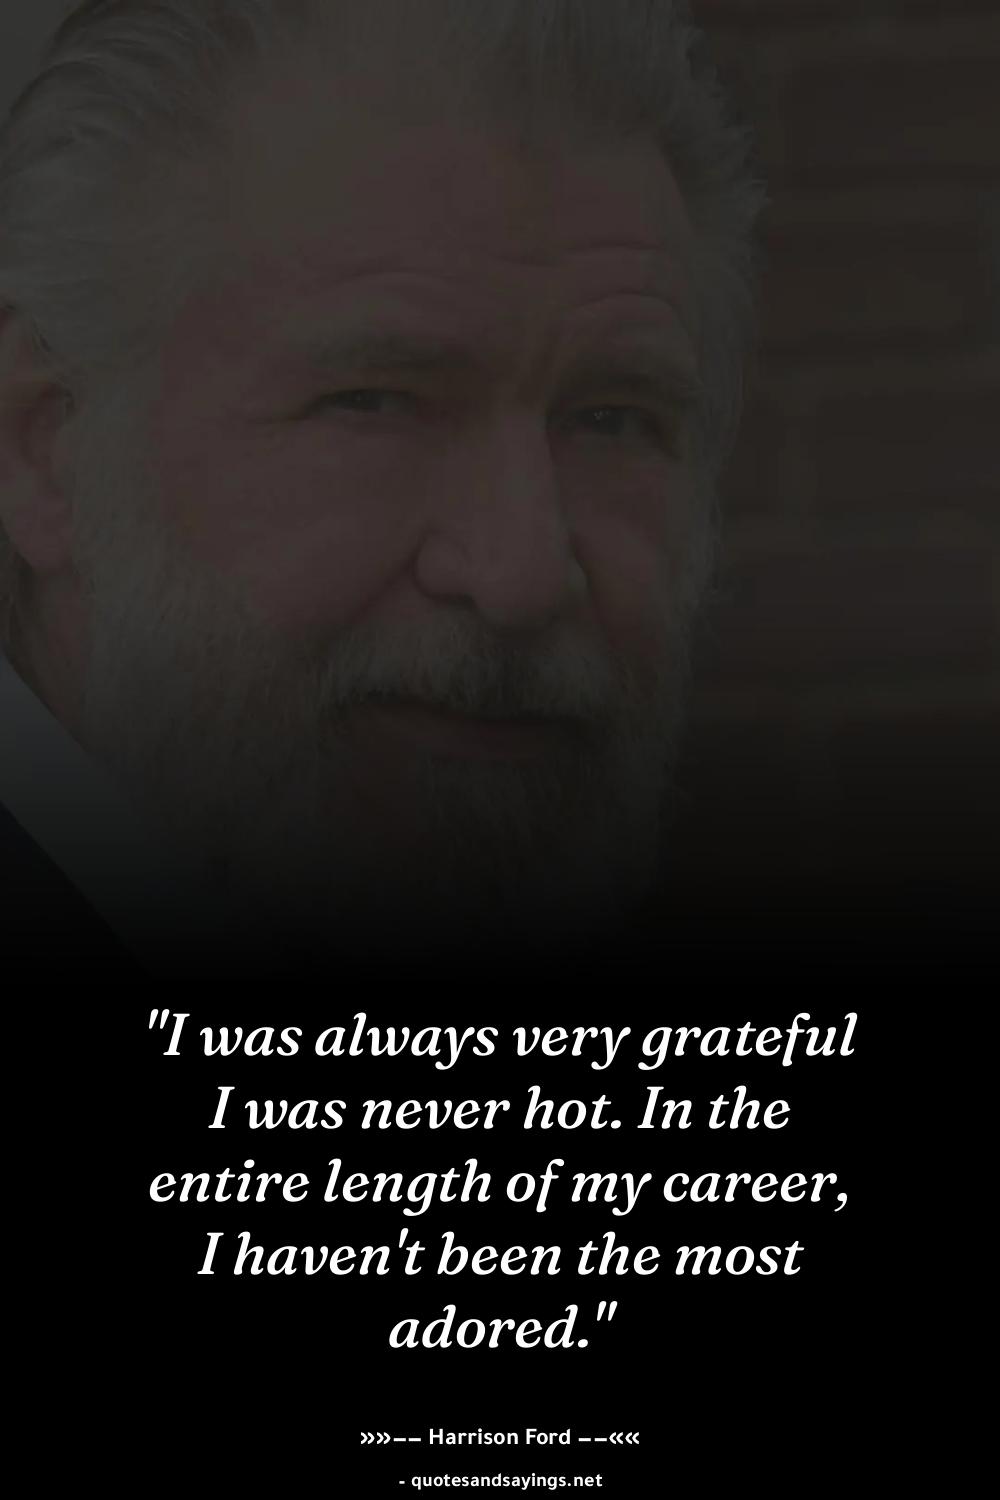 "I was always very grateful
I was never hot. In the
entire length of my career,
I haven't been the most
adored."
»»—— Harrison Ford ——««
- quotesandsayings.net